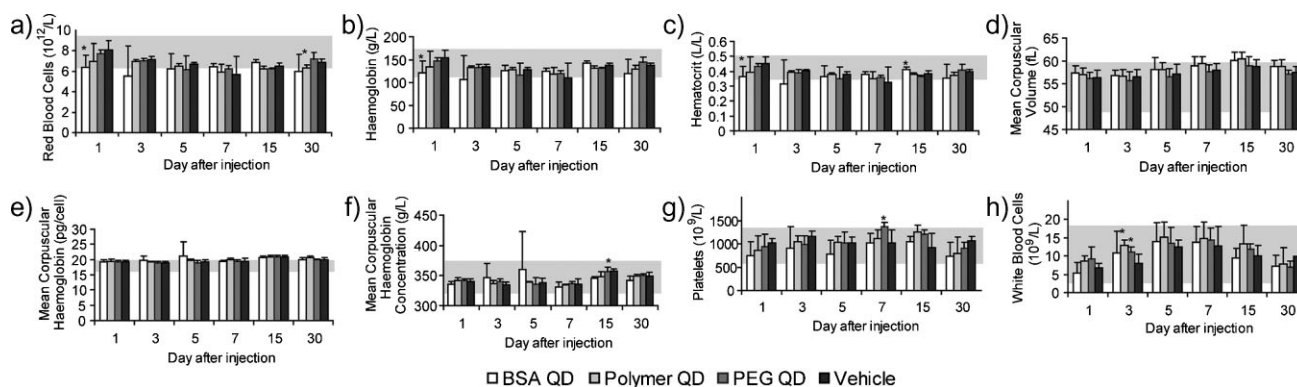 a)
Red Blood Cells (10¹²/L)
12
10
8
6
4
2
0
*
*
1 3 5 7 15 30
Day after injection
b)
Haemoglobin (g/L)
200
150
100
50
0
*
1 3 5 7 15 30
Day after injection
c)
Hematocrit (L/L)
0.6
0.5
0.4
0.3
0.2
0.1
0
*
*
1 3 5 7 15 30
Day after injection
d)
Mean Corpuscular
Volume (fL)
65
60
55
50
45
1 3 5 7 15 30
Day after injection
e)
Mean Corpuscular
Haemoglobin (pg/cell)
30
25
20
15
10
5
0
1 3 5 7 15 30
Day after injection
f)
Mean Corpuscular
Haemoglobin
Concentration (g/L)
450
400
350
300
*
1 3 5 7 15 30
Day after injection
g)
Platelets (10⁹/L)
1500
1000
500
0
*
1 3 5 7 15 30
Day after injection
h)
White Blood Cells
(10⁹/L)
20
15
10
5
0
*
*
1 3 5 7 15 30
Day after injection
BSA QD Polymer QD PEG QD Vehicle